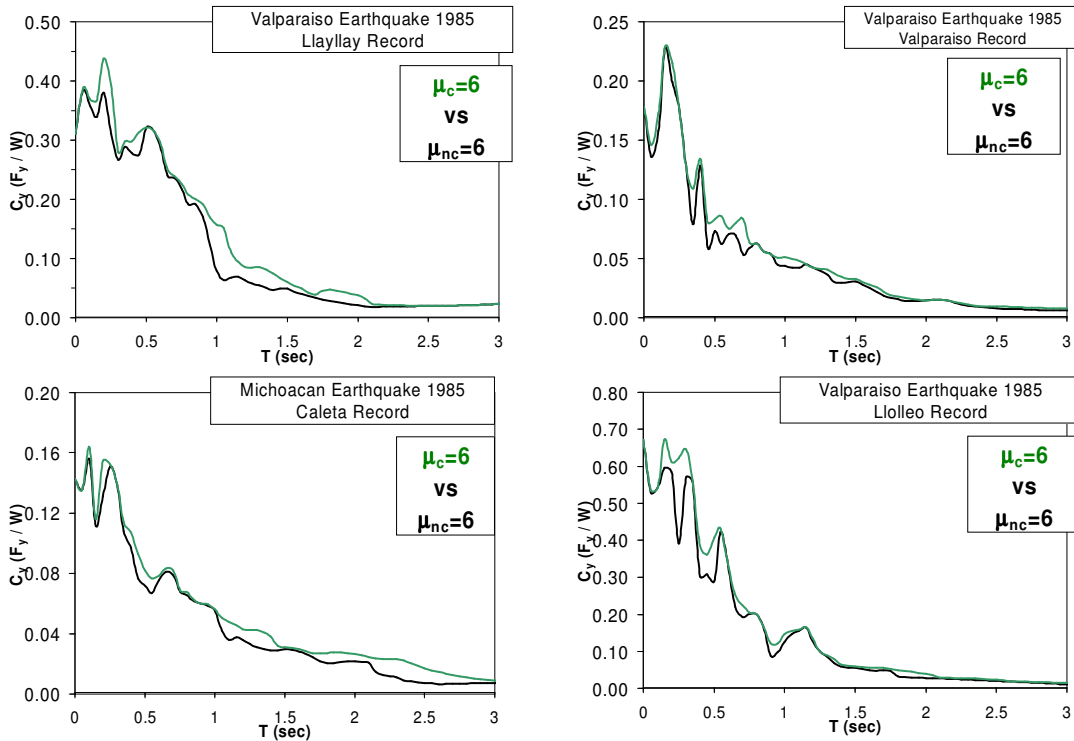 Valparaiso Earthquake 1985
Llayllay Record
μc=6
vs
μnc=6
0.50
0.40
0.30
0.20
0.10
0.00
Cy (Fy / W)
0
0.5
1
1.5
2
2.5
3
T (sec)
Valparaiso Earthquake 1985
Valparaiso Record
μc=6
vs
μnc=6
0.25
0.20
0.15
0.10
0.05
0.00
Cy (Fy / W)
0
0.5
1
1.5
2
2.5
3
T (sec)
Michoacan Earthquake 1985
Caleta Record
μc=6
vs
μnc=6
0.20
0.16
0.12
0.08
0.04
0.00
Cy (Fy / W)
0
0.5
1
1.5
2
2.5
3
T (sec)
Valparaiso Earthquake 1985
Llolleo Record
μc=6
vs
μnc=6
0.80
0.70
0.60
0.50
0.40
0.30
0.20
0.10
0.00
Cy (Fy / W)
0
0.5
1
1.5
2
2.5
3
T (sec)